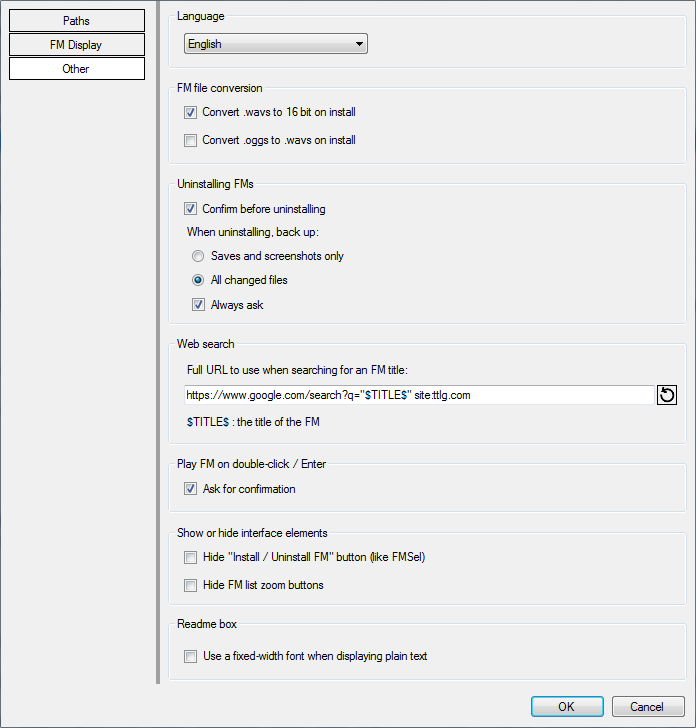 Paths
FM Display
Other
Language
English
FM file conversion
Convert .wavs to 16 bit on install
Convert .oggs to .wavs on install
Uninstalling FMs
Confirm before uninstalling
When uninstalling, back up:
Saves and screenshots only
All changed files
Always ask
Web search
Full URL to use when searching for an FM title:
https://www.google.com/search?q="$TITLE$" site:ttlg.com
$TITLE$ : the title of the FM
Play FM on double-click / Enter
Ask for confirmation
Show or hide interface elements
Hide "Install / Uninstall FM" button (like FMSel)
Hide FM list zoom buttons
Readme box
Use a fixed-width font when displaying plain text
OK
Cancel